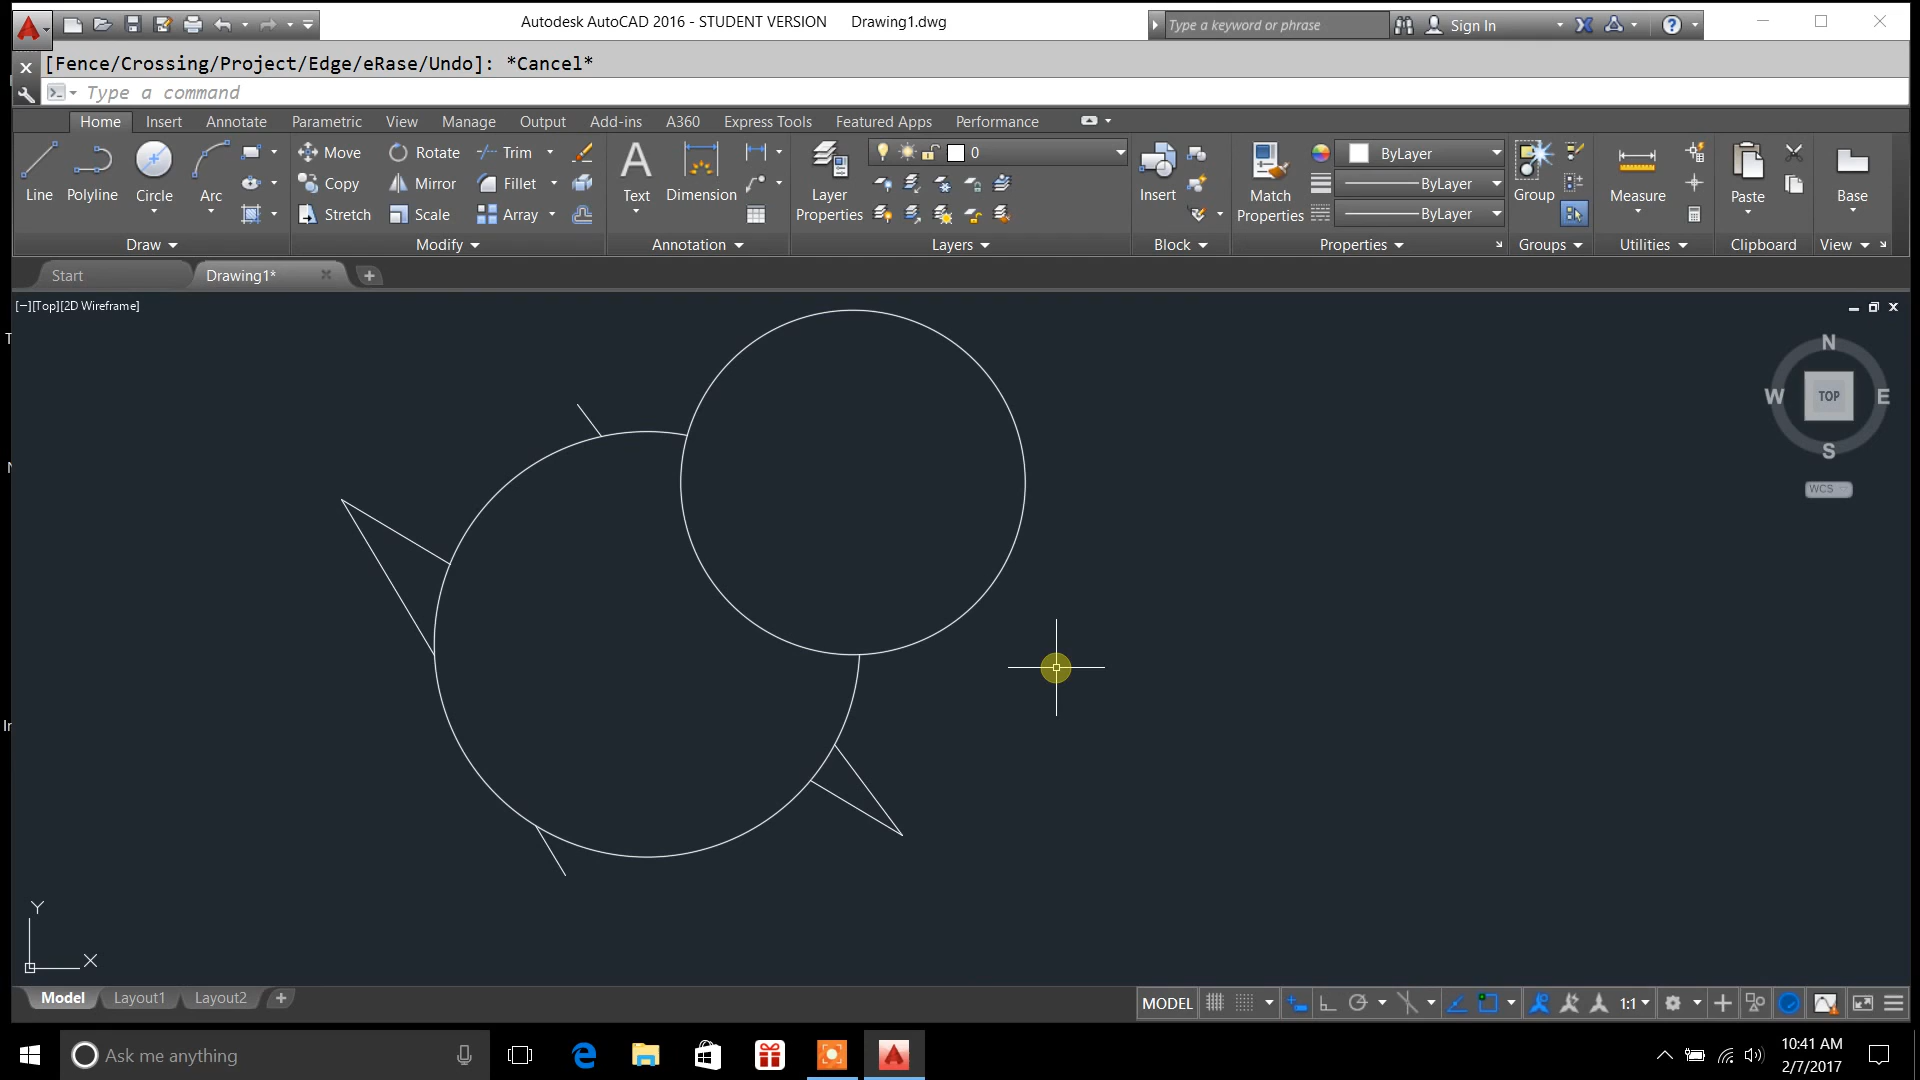 Autodesk AutoCAD 2016 - STUDENT VERSION Drawing1.dwg
Type a keyword or phrase
Sign In
[Fence/Crossing/Project/Edge/eRase/Undo]: *Cancel*
Type a command
Home Insert Annotate Parametric View Manage Output Add-ins A360 Express Tools Featured Apps Performance
Line Polyline Circle Arc
Move Rotate Trim
Copy Mirror Fillet
Stretch Scale Array
Text Dimension
Layer Properties
0
Insert
Match Properties
ByLayer
ByLayer
ByLayer
Group
Measure
Paste
Base
Draw Modify Annotation Layers Block Properties Groups Utilities Clipboard View
Start Drawing1*
[−][Top][2D Wireframe]
N
W TOP E
S
WCS
Y
X
Model Layout1 Layout2
MODEL
1:1
Ask me anything
10:41 AM
2/7/2017